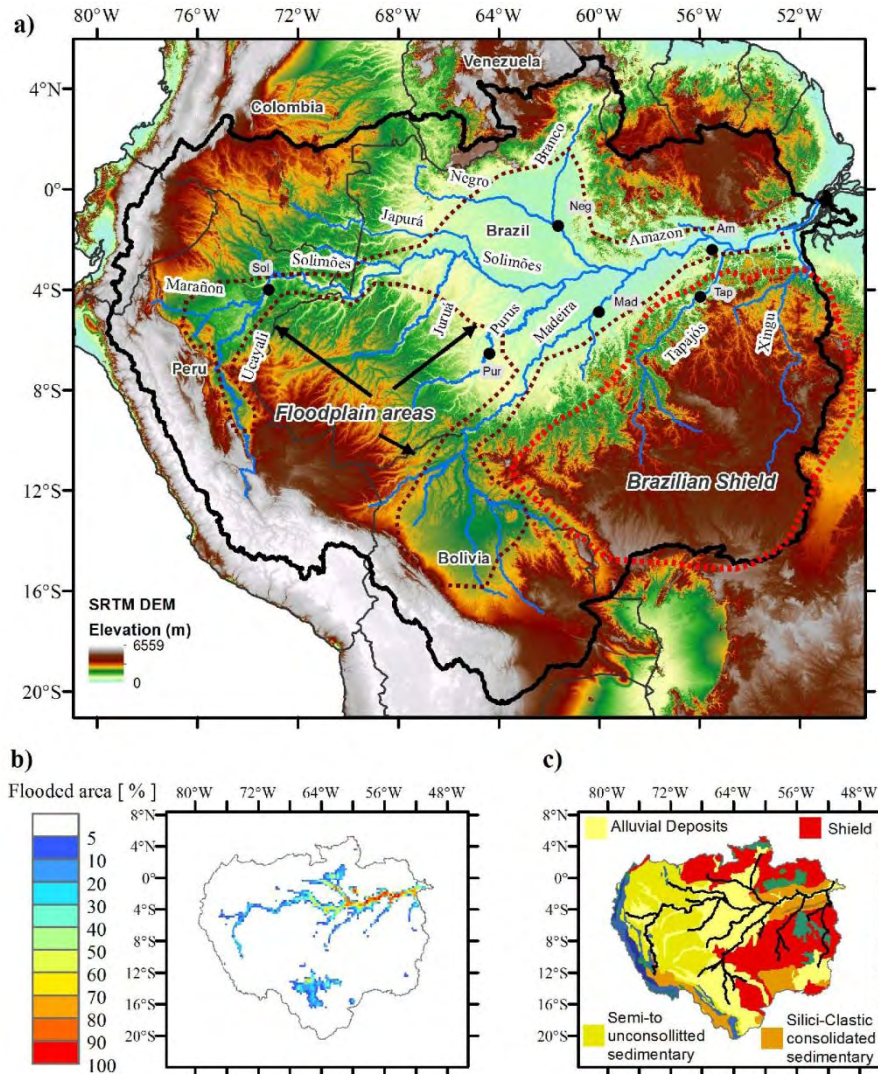 a)
80°W 76°W 72°W 68°W 64°W 60°W 56°W 52°W
4°N
0°
4°S
8°S
12°S
16°S
20°S
Venezuela
Colombia
Branco
Negro
Neg
Japurá
Brazil
Amazon
Am
Solimões
Solimões
Sol
Marañon
Tap
Juruá
Purus
Madeira
Mad
Tapajós
Xingu
Ucayali
Peru
Pur
Floodplain areas
Brazilian Shield
Bolivia
SRTM DEM
Elevation (m)
6559
0
b)
Flooded area [ % ]
5
10
20
30
40
50
60
70
80
90
100
80°W 72°W 64°W 56°W 48°W
8°N
4°N
0°
4°S
8°S
12°S
16°S
20°S
c)
80°W 72°W 64°W 56°W 48°W
8°N
4°N
0°
4°S
8°S
12°S
16°S
20°S
Alluvial Deposits
Shield
Semi-to
unconsollitted
sedimentary
Silici-Clastic
consolidated
sedimentary